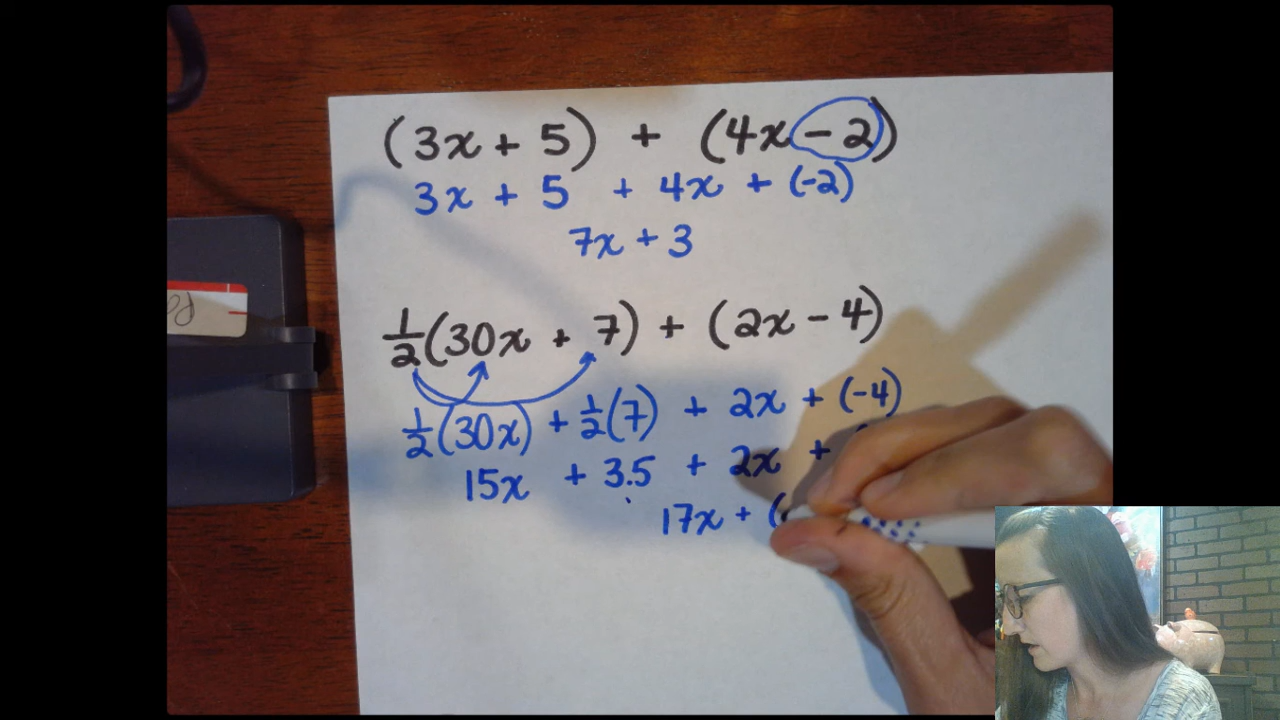 (3x + 5) + (4x - 2)
3x + 5 + 4x + (-2)
7x + 3
½(30x + 7) + (2x - 4)
½(30x) + ½(7) + 2x + (-4)
15x + 3.5 + 2x +
17x + (